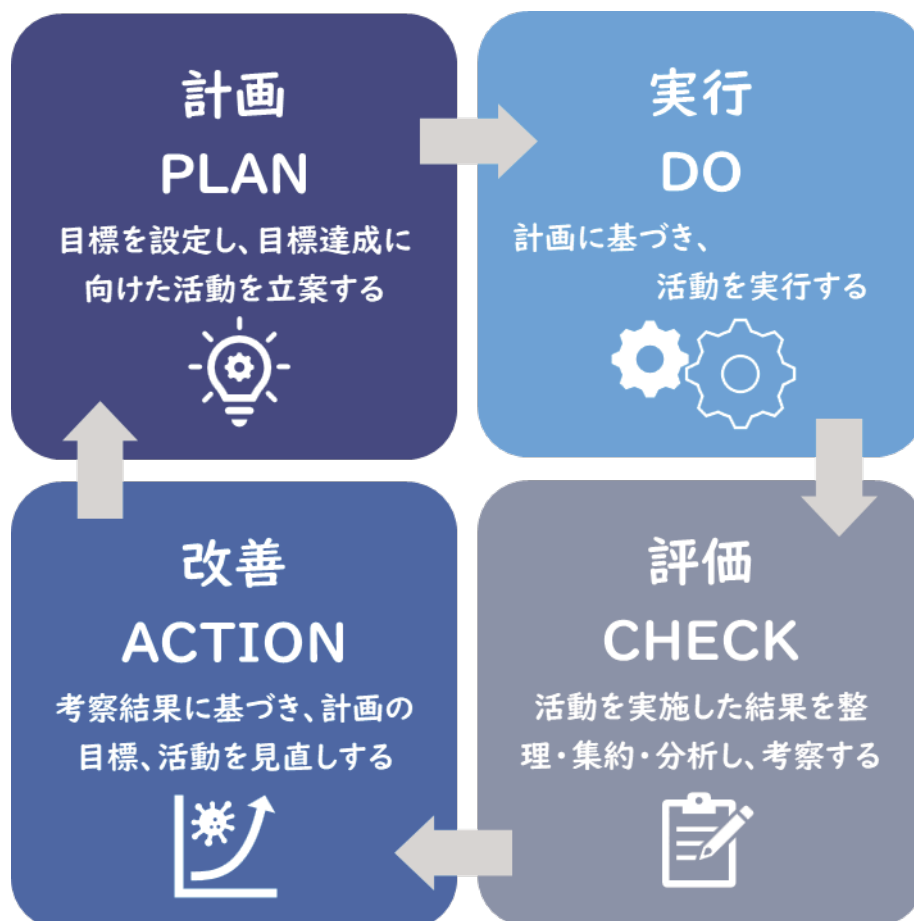 計画
PLAN
目標を設定し、目標達成に
向けた活動を立案する
実行
DO
計画に基づき、
活動を実行する
評価
CHECK
活動を実施した結果を整
理・集約・分析し、考察する
改善
ACTION
考察結果に基づき、計画の
目標、活動を見直しする